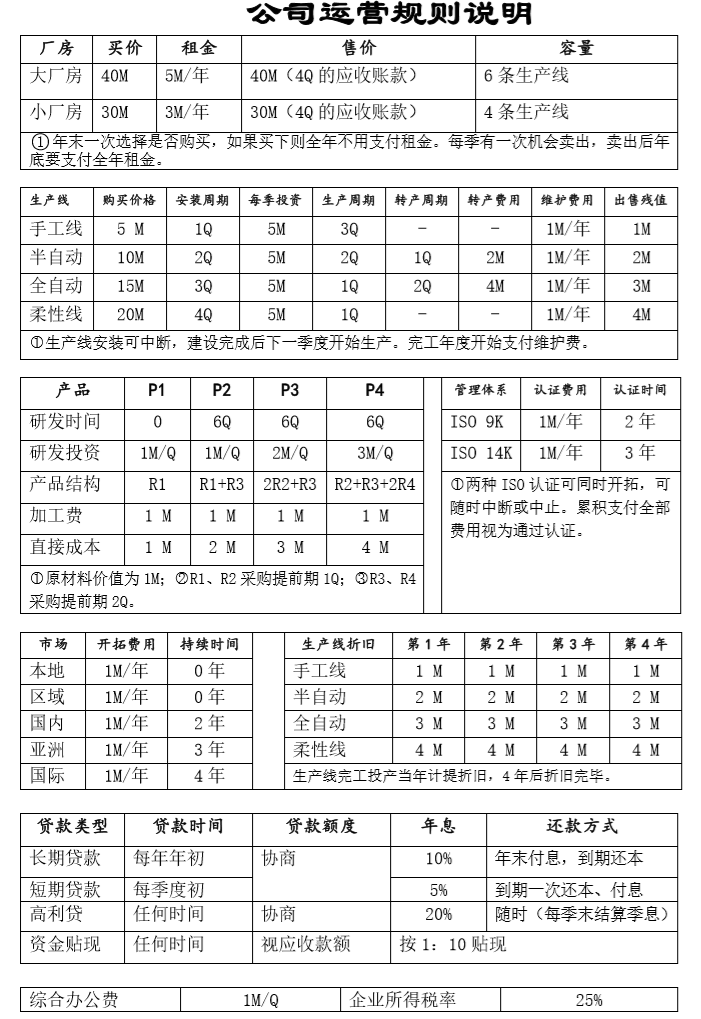 公司运营规则说明
厂房 买价 租金 售价 容量
大厂房 40M 5M/年 40M（4Q 的应收账款） 6 条生产线
小厂房 30M 3M/年 30M（4Q 的应收账款） 4 条生产线
①年末一次选择是否购买，如果买下则全年不用支付租金。每季有一次机会卖出，卖出后年
底要支付全年租金。
生产线 购买价格 安装周期 每季投资 生产周期 转产周期 转产费用 维护费用 出售残值
手工线 5 M 1Q 5M 3Q - - 1M/年 1M
半自动 10M 2Q 5M 2Q 1Q 2M 1M/年 2M
全自动 15M 3Q 5M 1Q 2Q 4M 1M/年 3M
柔性线 20M 4Q 5M 1Q - - 1M/年 4M
①生产线安装可中断，建设完成后下一季度开始生产。完工年度开始支付维护费。
产品 P1 P2 P3 P4
研发时间 0 6Q 6Q 6Q
研发投资 1M/Q 1M/Q 2M/Q 3M/Q
产品结构 R1 R1+R3 2R2+R3 R2+R3+2R4
加工费 1 M 1 M 1 M 1 M
直接成本 1 M 2 M 3 M 4 M
①原材料价值为 1M；②R1、R2 采购提前期 1Q；③R3、R4
采购提前期 2Q。
管理体系 认证费用 认证时间
ISO 9K 1M/年 2 年
ISO 14K 1M/年 3 年
①两种 ISO 认证可同时开拓，可
随时中断或中止。累积支付全部
费用视为通过认证。
市场 开拓费用 持续时间
本地 1M/年 0 年
区域 1M/年 0 年
国内 1M/年 2 年
亚洲 1M/年 3 年
国际 1M/年 4 年
生产线折旧 第 1 年 第 2 年 第 3 年 第 4 年
手工线 1 M 1 M 1 M 1 M
半自动 2 M 2 M 2 M 2 M
全自动 3 M 3 M 3 M 3 M
柔性线 4 M 4 M 4 M 4 M
生产线完工投产当年计提折旧，4 年后折旧完毕。
贷款类型 贷款时间 贷款额度 年息 还款方式
长期贷款 每年年初 协商 10% 年末付息，到期还本
短期贷款 每季度初 5% 到期一次还本、付息
高利贷 任何时间 协商 20% 随时（每季末结算季息）
资金贴现 任何时间 视应收款额 按 1：10 贴现
综合办公费 1M/Q 企业所得税率 25%